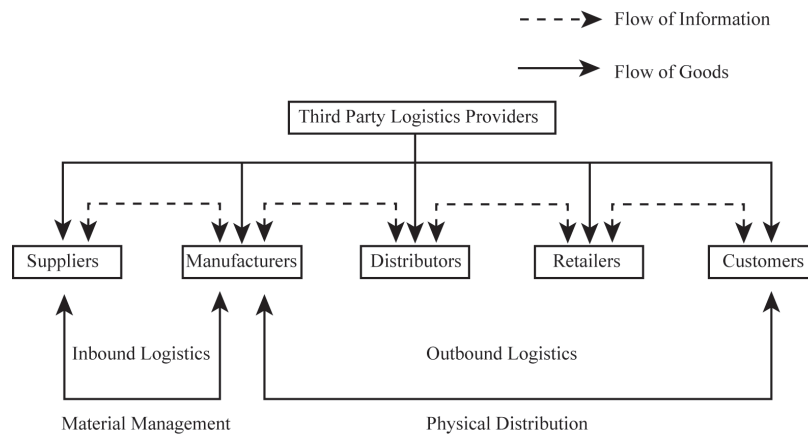 Flow of Information
Flow of Goods
Third Party Logistics Providers
Suppliers
Manufacturers
Distributors
Retailers
Customers
Inbound Logistics
Outbound Logistics
Material Management
Physical Distribution